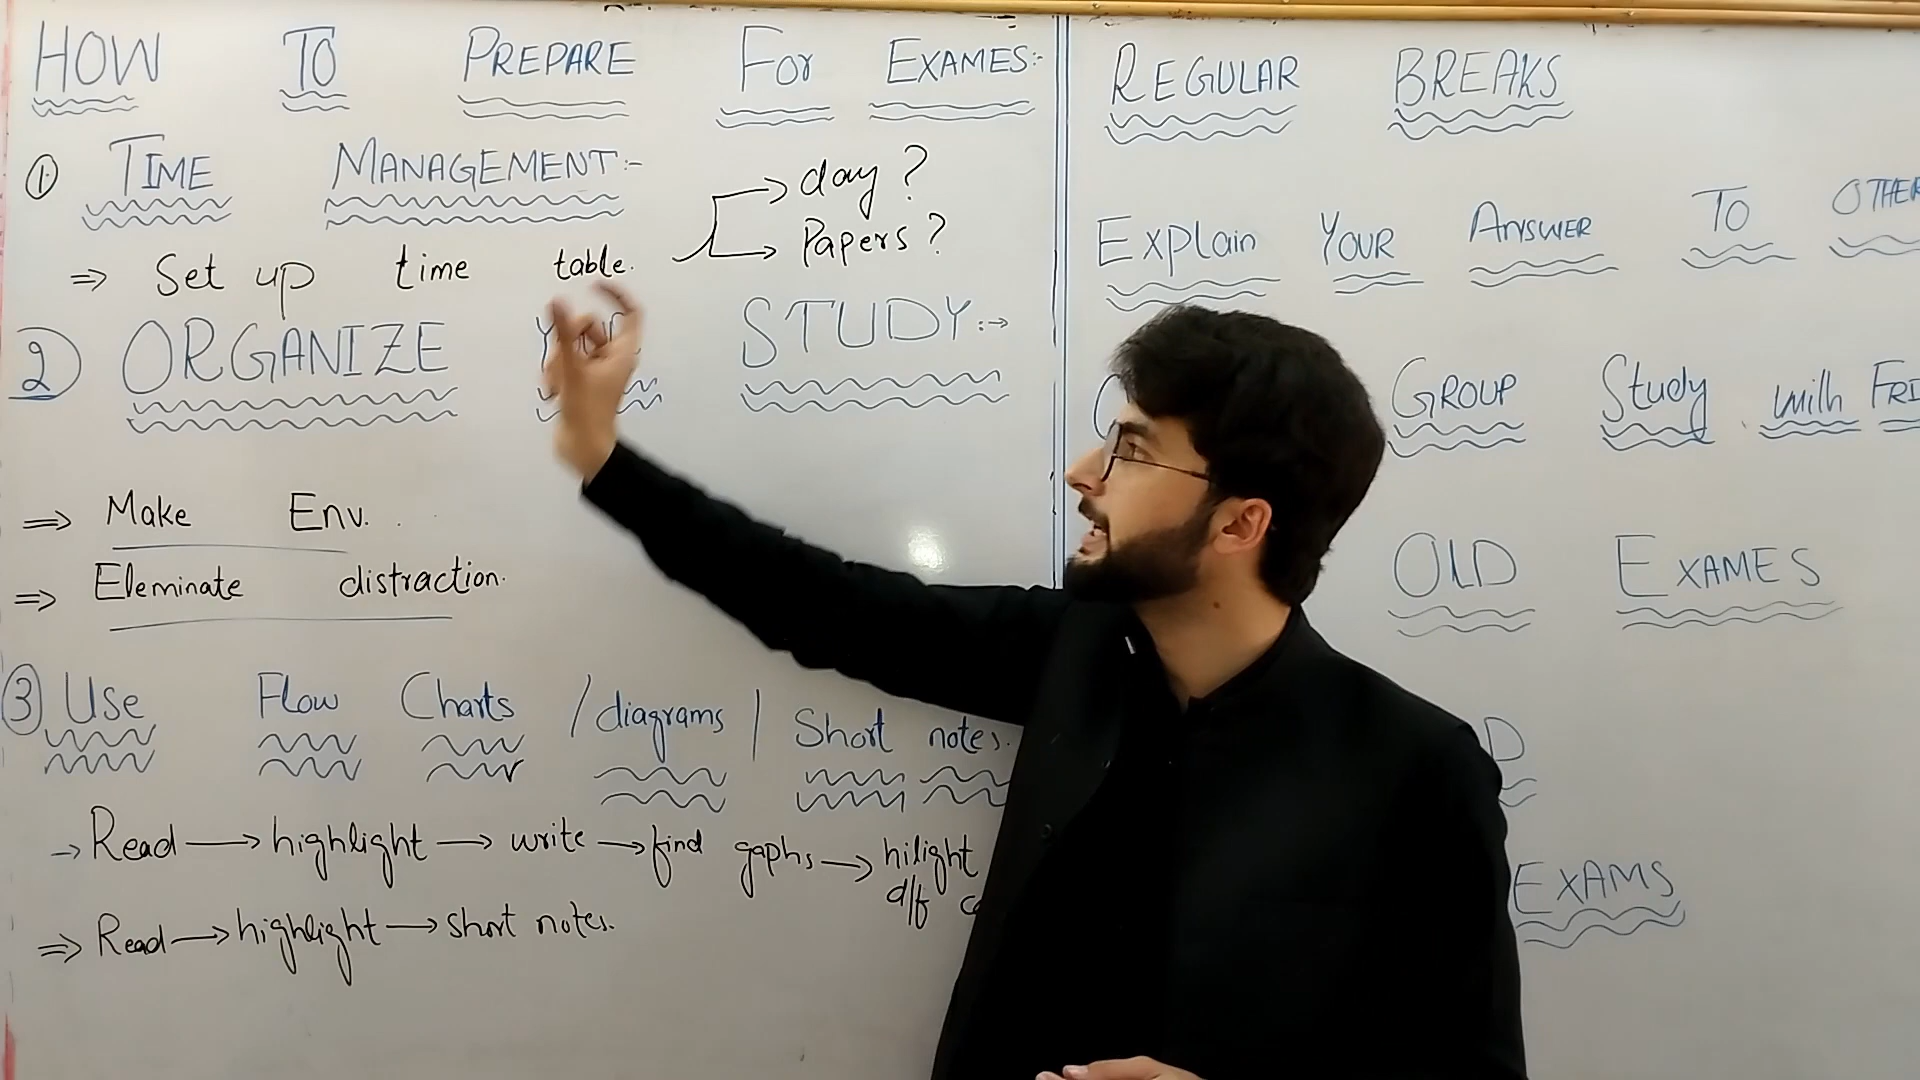 HOW TO PREPARE For EXAMES:-
① TIME MANAGEMENT:-
day ?
Papers ?
⇒ Set up time table.
2) ORGANIZE STUDY:→
⇒ Make Env.
⇒ Eleminate distraction.
③ Use Flow Charts / diagrams / Short notes.
→ Read → highlight → write → find gaphs → hilight
d/f
⇒ Read → highlight → short notes.
REGULAR BREAKS
Explain YOUR ANSWER TO OTHER
GROUP Study with FRI
OLD EXAMES
D
EXAMS